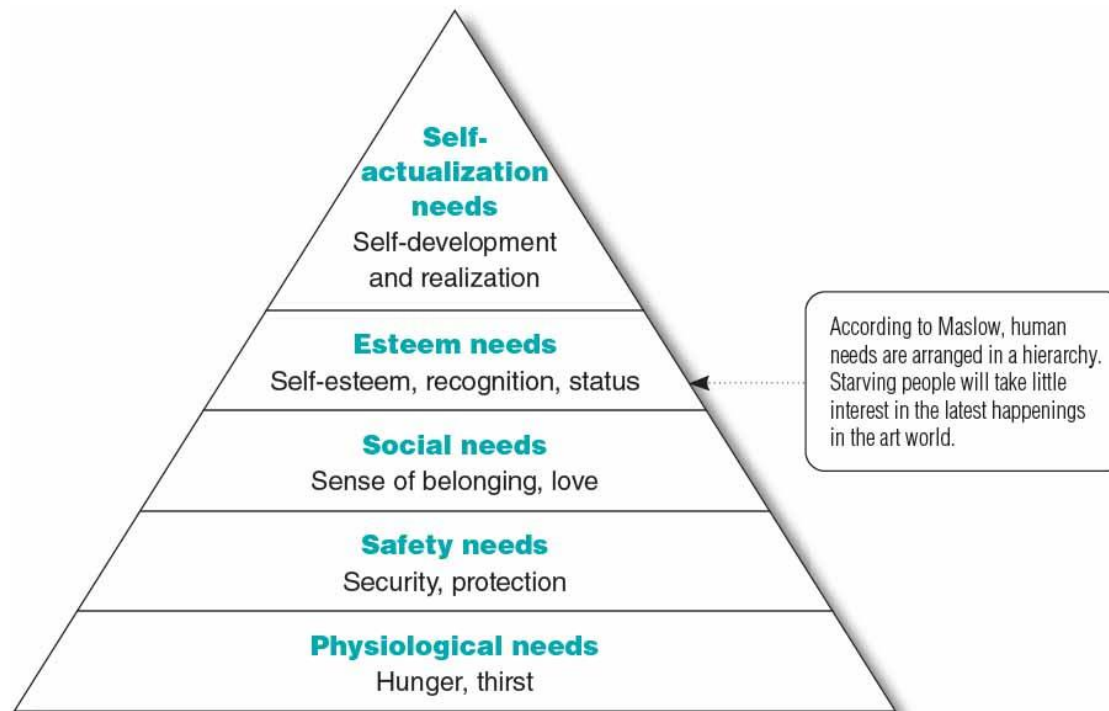 Self-
actualization
needs
Self-development
and realization
Esteem needs
Self-esteem, recognition, status
Social needs
Sense of belonging, love
Safety needs
Security, protection
Physiological needs
Hunger, thirst
According to Maslow, human
needs are arranged in a hierarchy.
Starving people will take little
interest in the latest happenings
in the art world.